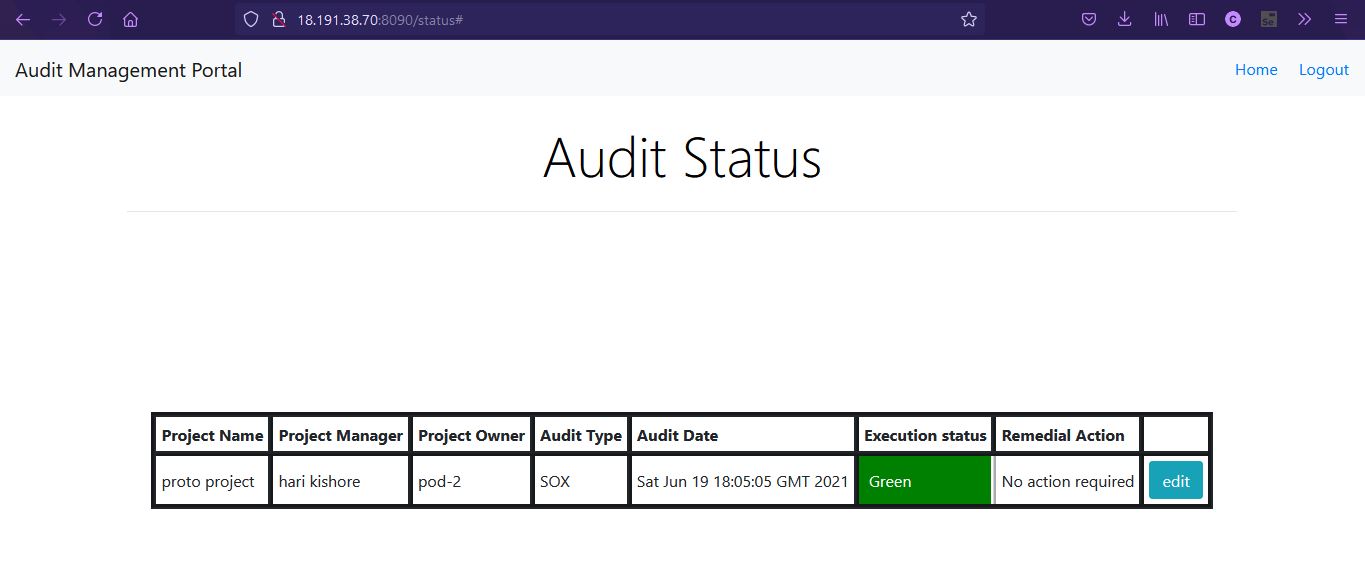 18.191.38.70:8090/status#
C
Se
Audit Management Portal
Home Logout
Audit Status
Project Name Project Manager Project Owner Audit Type Audit Date Execution status Remedial Action
proto project hari kishore pod-2 SOX Sat Jun 19 18:05:05 GMT 2021 Green No action required edit